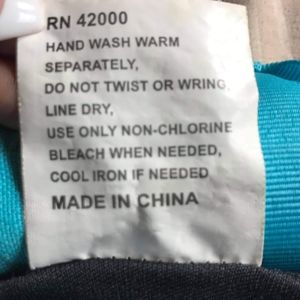 RN 42000
HAND WASH WARM
SEPARATELY,
DO NOT TWIST OR WRING.
LINE DRY,
USE ONLY NON-CHLORINE
BLEACH WHEN NEEDED,
COOL IRON IF NEEDED
MADE IN CHINA